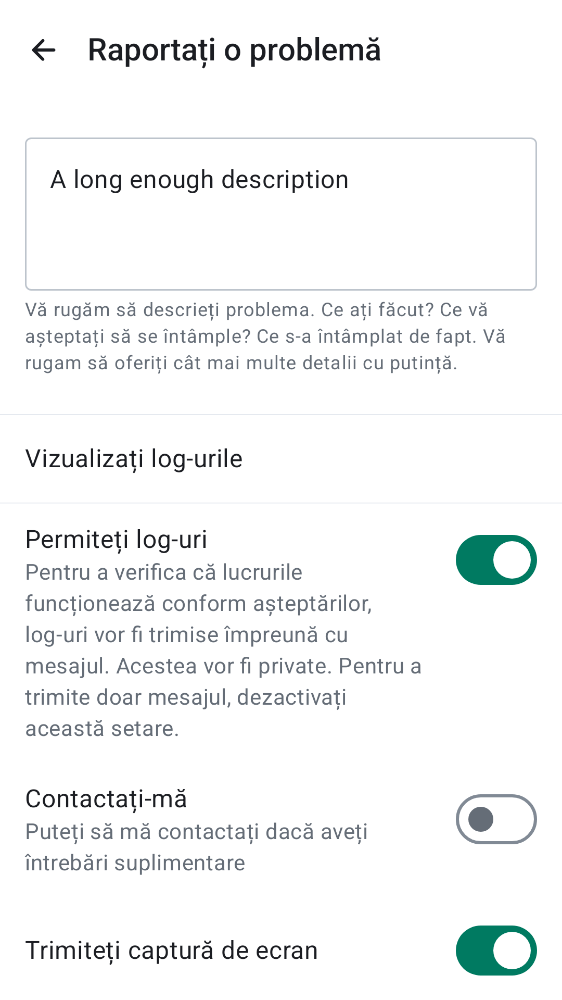 Raportați o problemă
A long enough description
Vă rugăm să descrieți problema. Ce ați făcut? Ce vă
așteptați să se întâmple? Ce s-a întâmplat de fapt. Vă
rugam să oferiți cât mai multe detalii cu putință.
Vizualizați log-urile
Permiteți log-uri
Pentru a verifica că lucrurile
funcționează conform așteptărilor,
log-uri vor fi trimise împreună cu
mesajul. Acestea vor fi private. Pentru a
trimite doar mesajul, dezactivați
această setare.
Contactați-mă
Puteți să mă contactați dacă aveți
întrebări suplimentare
Trimiteți captură de ecran